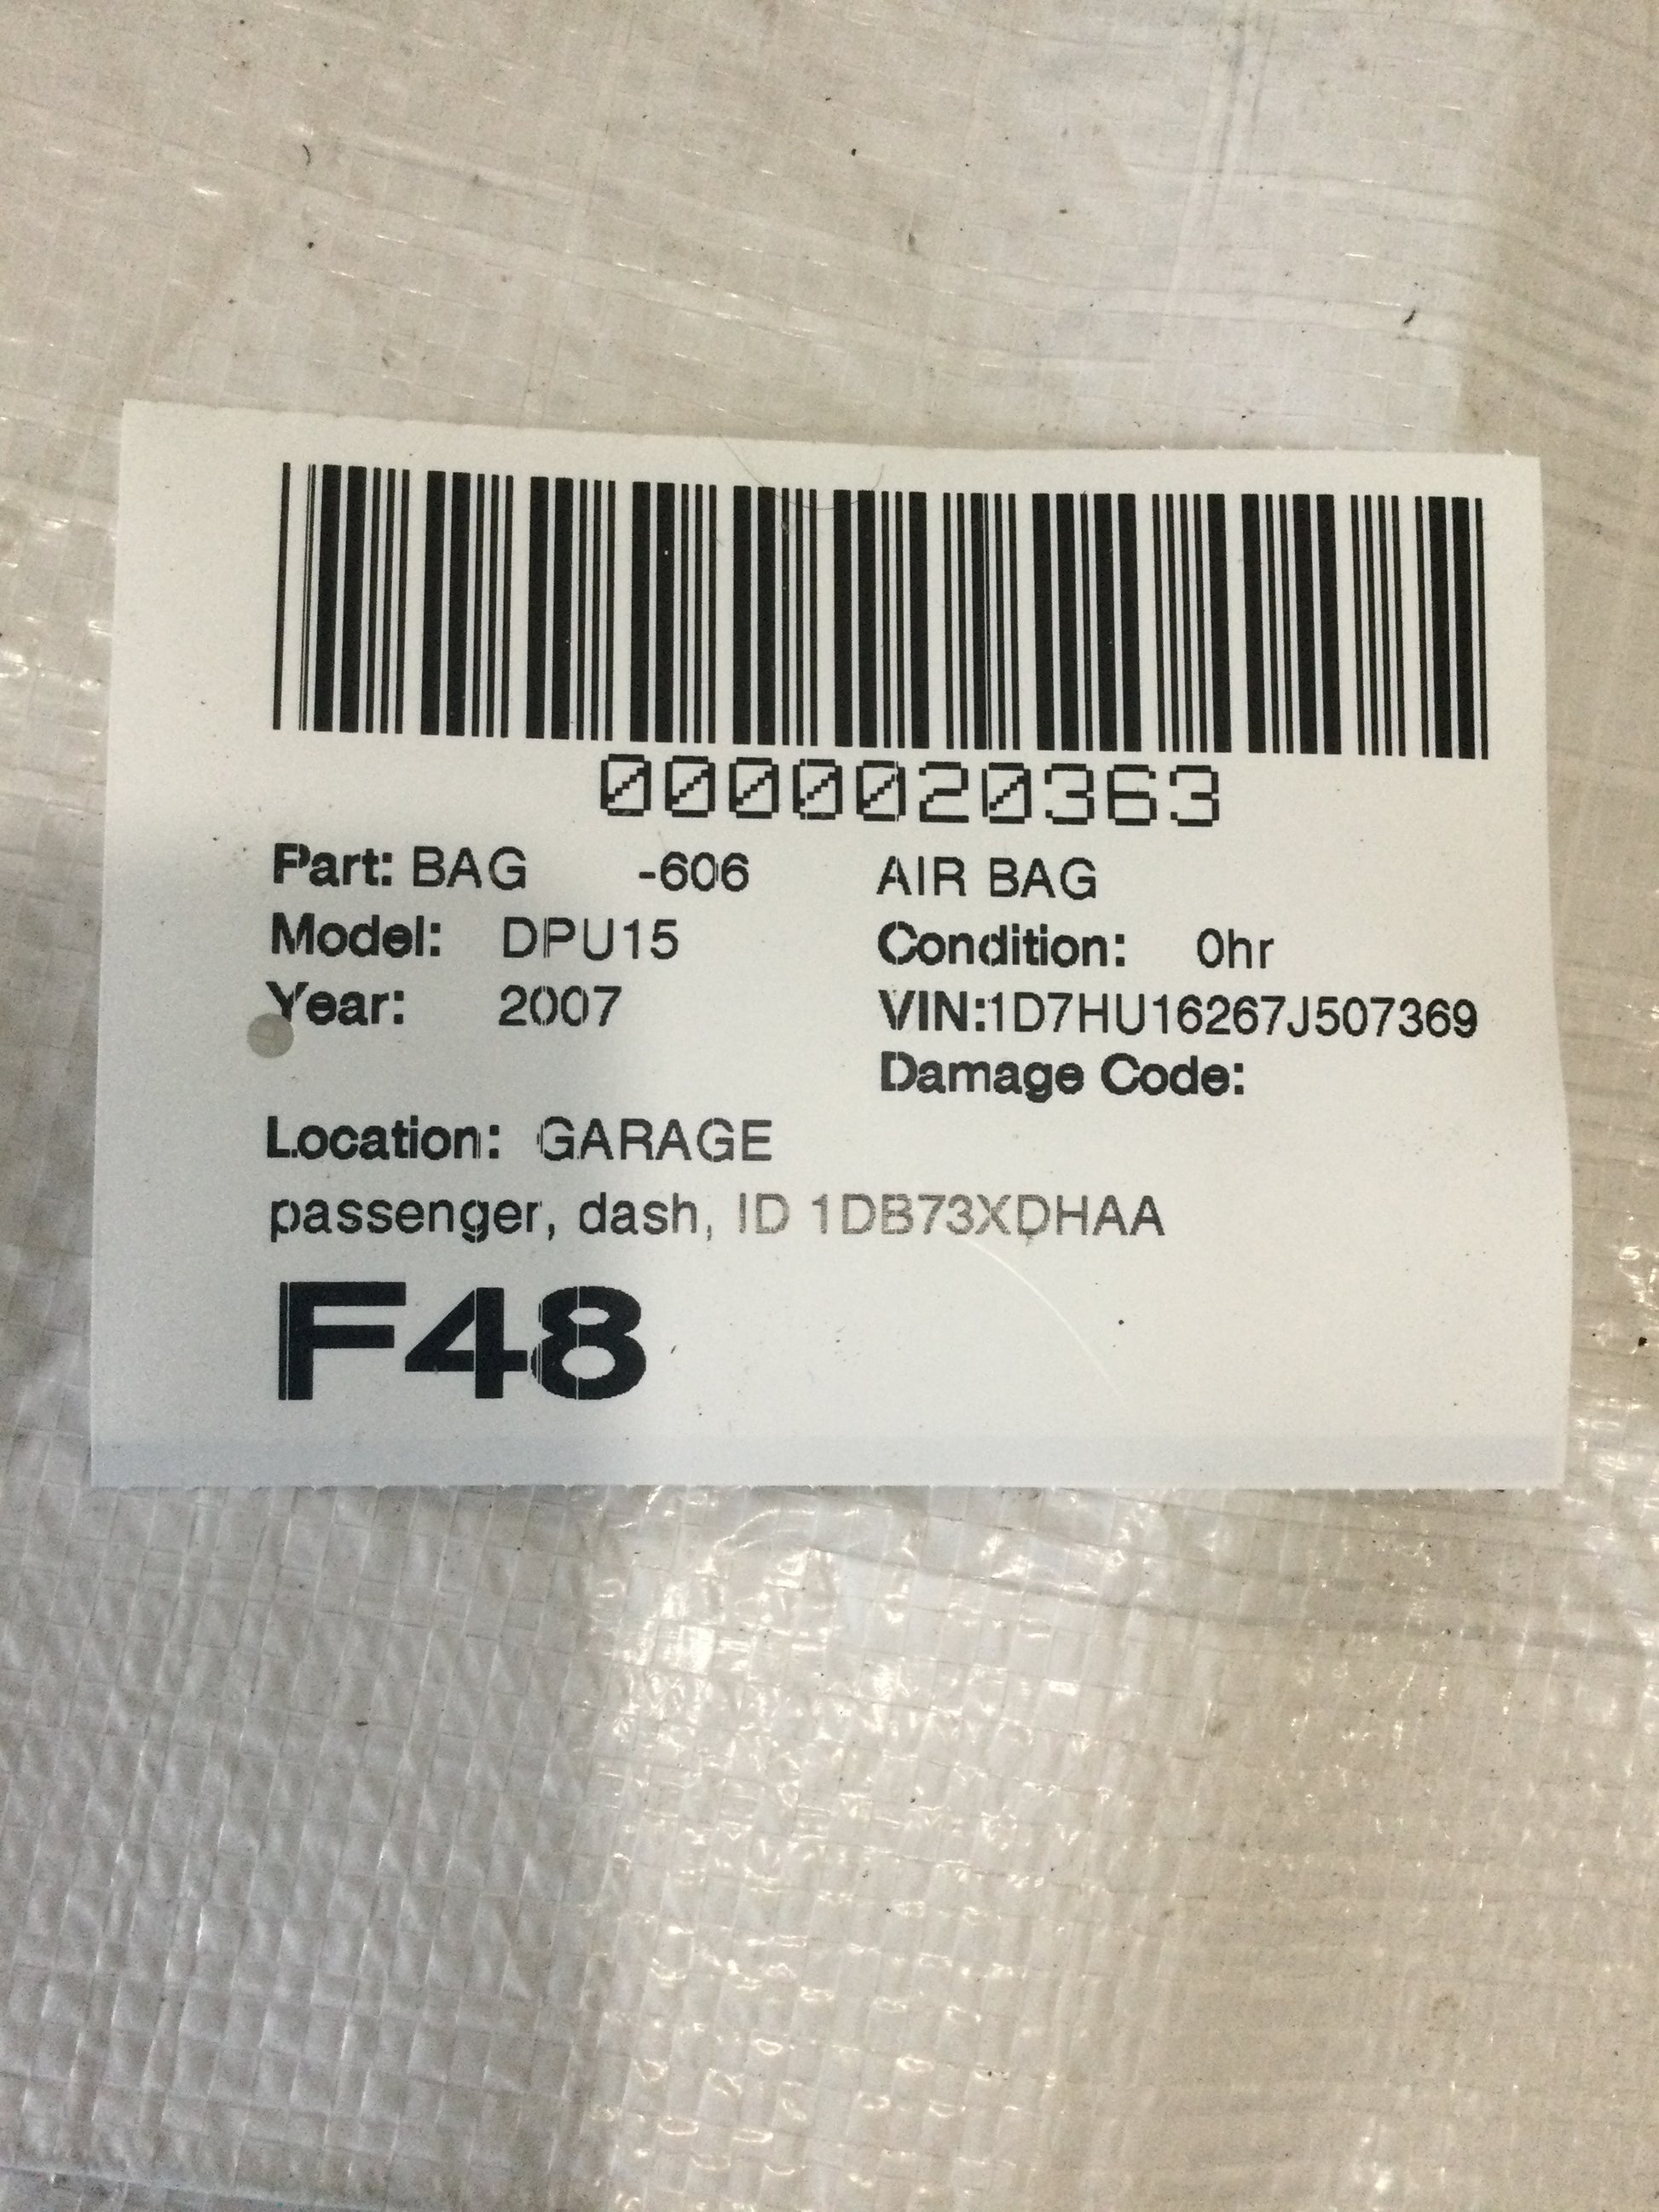 0000020363
Part: BAG -606 AIR BAG
Model: DPU15 Condition: 0hr
Year: 2007 VIN:1D7HU16267J507369
Damage Code:
Location: GARAGE
passenger, dash, ID 1DB73XDHAA
F48